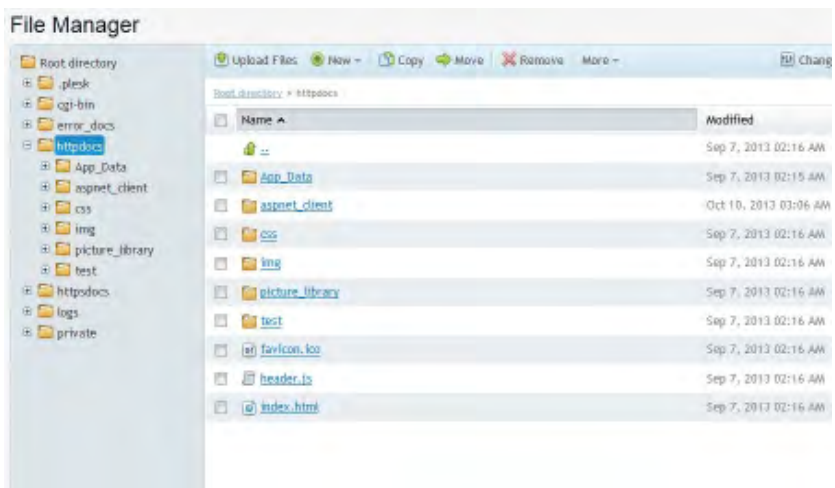 File Manager
Root directory
.plesk
cgi-bin
error_docs
httpdocs
App_Data
aspnet_client
css
img
picture_library
test
httpsdocs
logs
private
Upload Files New Copy Move Remove More Chang
Root directory > httpdocs
Name Modified
.. Sep 7, 2013 02:16 AM
App_Data Sep 7, 2013 02:15 AM
aspnet_client Oct 10, 2013 03:06 AM
css Sep 7, 2013 02:16 AM
img Sep 7, 2013 02:16 AM
picture_library Sep 7, 2013 02:16 AM
test Sep 7, 2013 02:16 AM
favicon.ico Sep 7, 2013 02:16 AM
header.js Sep 7, 2013 02:16 AM
index.html Sep 7, 2013 02:16 AM